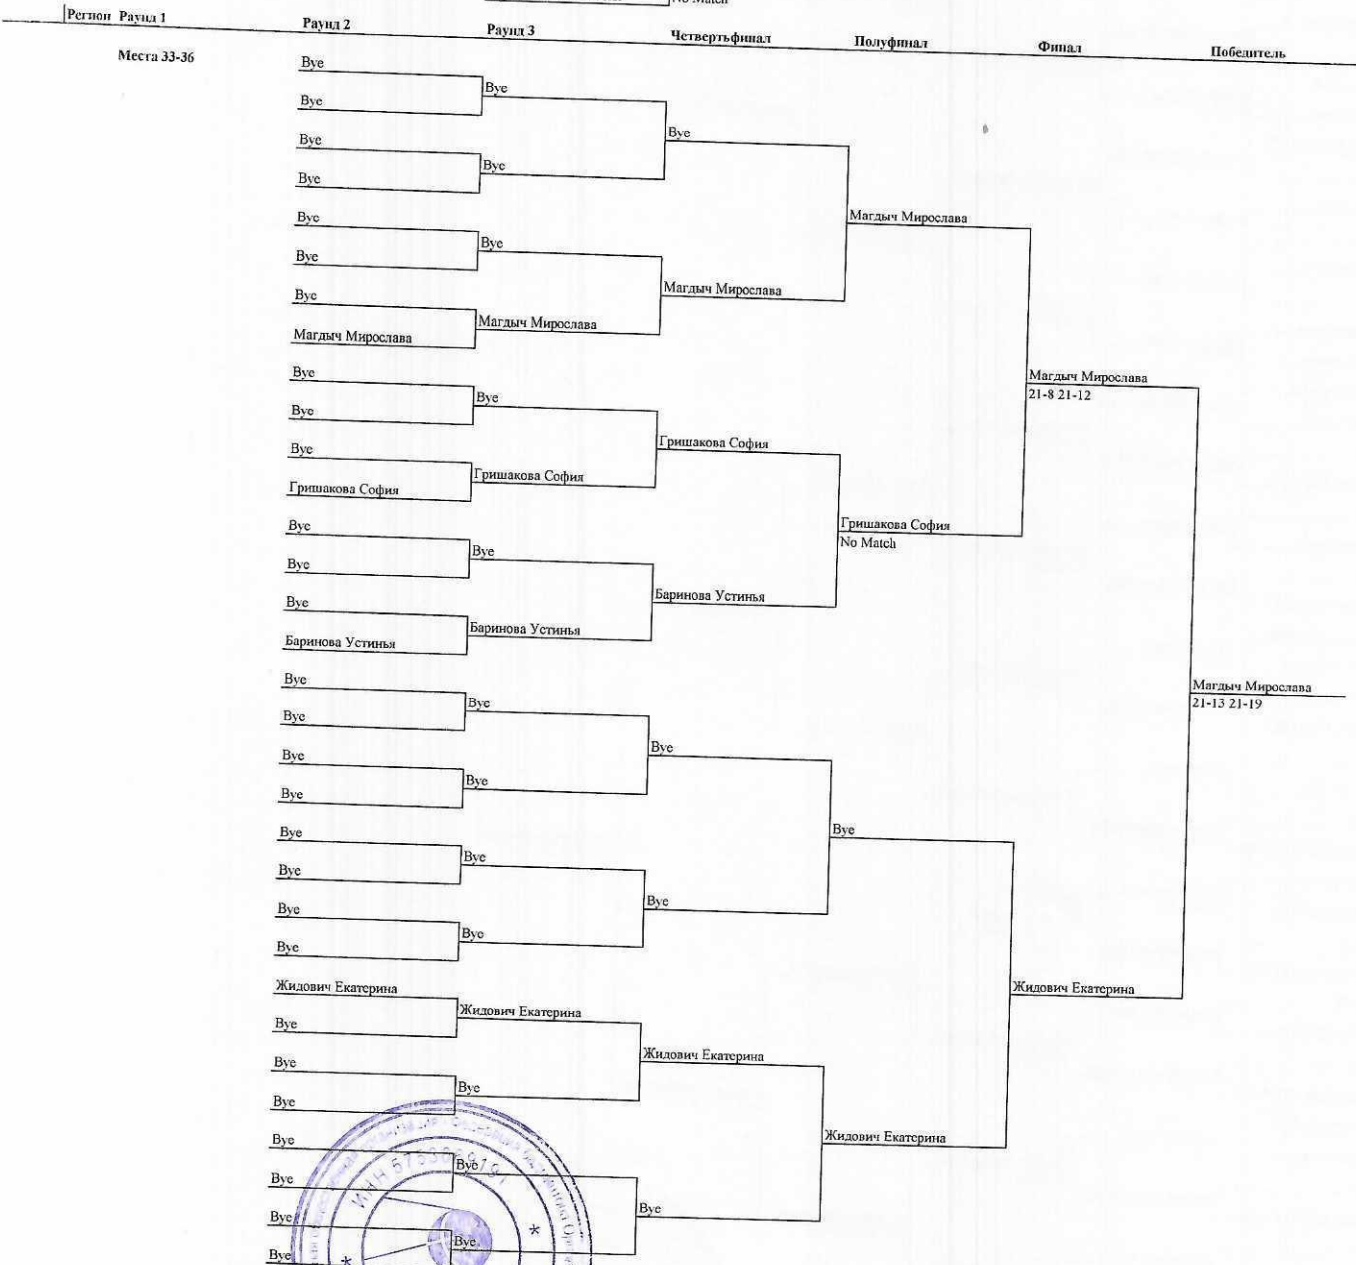 No Match
Регион Раунд 1 Раунд 2 Раунд 3 Четвертьфинал Полуфинал Финал Победитель
Места 33-36
Bye
Bye
Bye
Bye
Bye
Bye
Bye
Bye
Магдыч Мирослава
Bye
Bye
Bye
Магдыч Мирослава
Bye
Магдыч Мирослава
Магдыч Мирослава
Bye
Магдыч Мирослава
21-8 21-12
Bye
Bye
Гришакова София
Bye
Гришакова София
Гришакова София
Bye
Гришакова София
No Match
Bye
Bye
Bye
Баринова Устинья
Баринова Устинья
Баринова Устинья
Bye
Bye
Магдыч Мирослава
21-13 21-19
Bye
Bye
Bye
Bye
Bye
Bye
Bye
Bye
Bye
Bye
Bye
Bye
Bye
Жидович Екатерина
Жидович Екатерина
Жидович Екатерина
Bye
Жидович Екатерина
Bye
Bye
Bye
Bye
Жидович Екатерина
Bye
Bye
Bye
Bye
Bye
Bye
ИНН